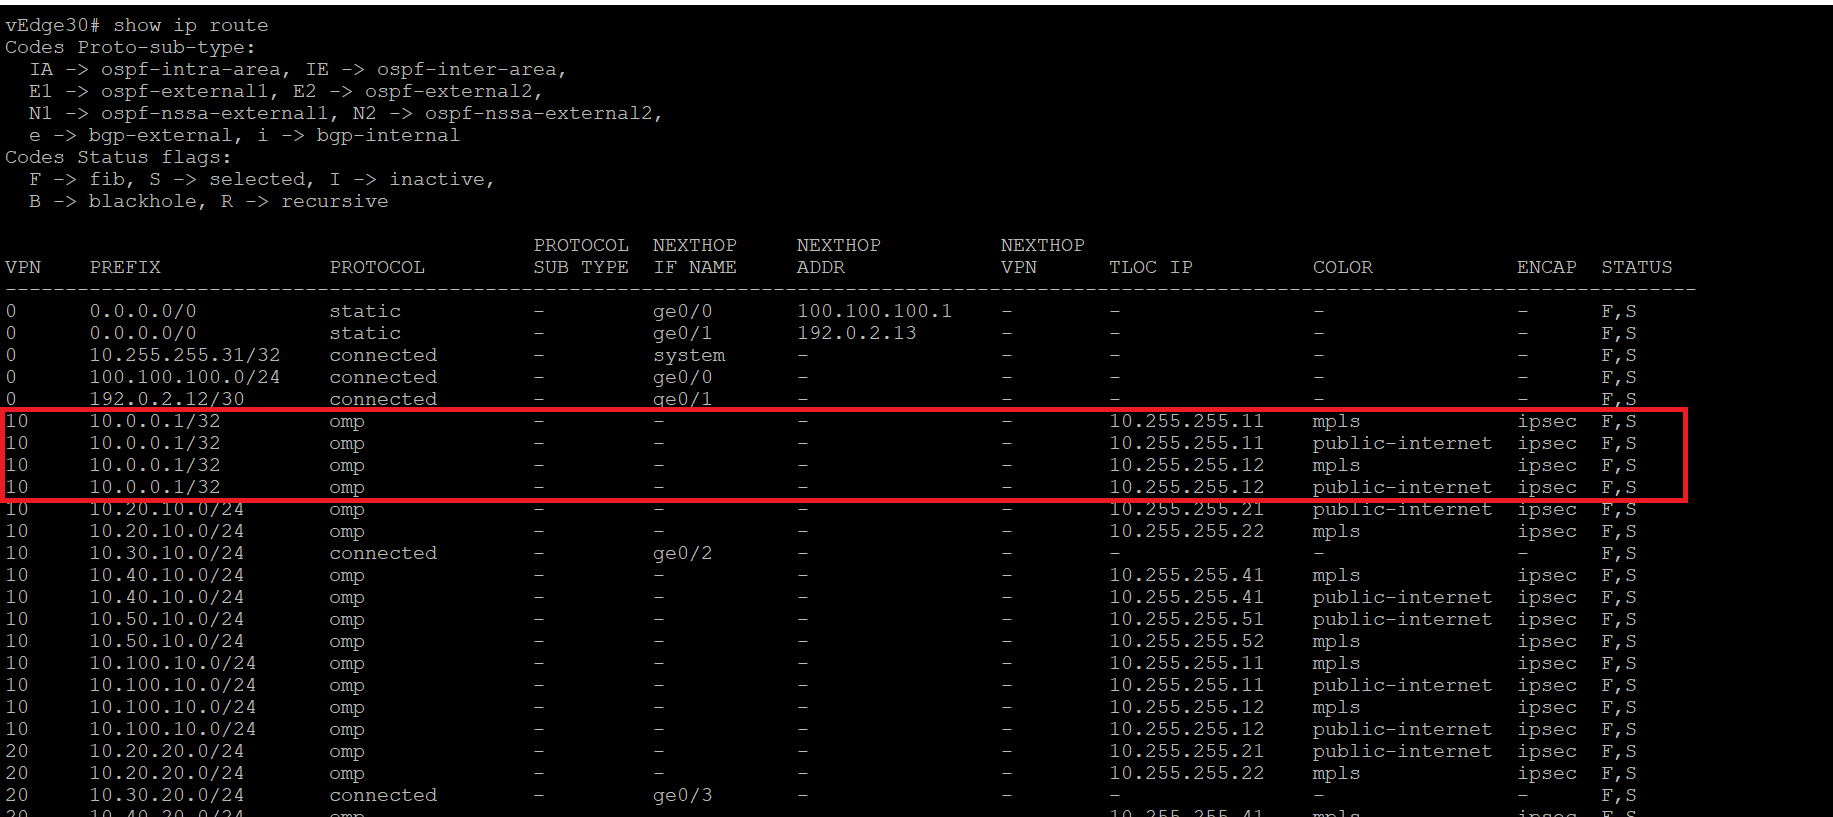 vEdge30# show ip route
Codes Proto-sub-type:
  IA -> ospf-intra-area, IE -> ospf-inter-area,
  E1 -> ospf-external1, E2 -> ospf-external2,
  N1 -> ospf-nssa-external1, N2 -> ospf-nssa-external2,
  e -> bgp-external, i -> bgp-internal
Codes Status flags:
  F -> fib, S -> selected, I -> inactive,
  B -> blackhole, R -> recursive
PROTOCOL NEXTHOP NEXTHOP NEXTHOP
VPN PREFIX PROTOCOL SUB TYPE IF NAME ADDR VPN TLOC IP COLOR ENCAP STATUS
---------------------------------------------------------------------------------------------------------------------------------------------
0 0.0.0.0/0 static - ge0/0 100.100.100.1 - - - - F,S
0 0.0.0.0/0 static - ge0/1 192.0.2.13 - - - - F,S
0 10.255.255.31/32 connected - system - - - - - F,S
0 100.100.100.0/24 connected - ge0/0 - - - - - F,S
0 192.0.2.12/30 connected - ge0/1 - - - - - F,S
10 10.0.0.1/32 omp - - - - 10.255.255.11 mpls ipsec F,S
10 10.0.0.1/32 omp - - - - 10.255.255.11 public-internet ipsec F,S
10 10.0.0.1/32 omp - - - - 10.255.255.12 mpls ipsec F,S
10 10.0.0.1/32 omp - - - - 10.255.255.12 public-internet ipsec F,S
10 10.20.10.0/24 omp - - - - 10.255.255.21 public-internet ipsec F,S
10 10.20.10.0/24 omp - - - - 10.255.255.22 mpls ipsec F,S
10 10.30.10.0/24 connected - ge0/2 - - - - - F,S
10 10.40.10.0/24 omp - - - - 10.255.255.41 mpls ipsec F,S
10 10.40.10.0/24 omp - - - - 10.255.255.41 public-internet ipsec F,S
10 10.50.10.0/24 omp - - - - 10.255.255.51 public-internet ipsec F,S
10 10.50.10.0/24 omp - - - - 10.255.255.52 mpls ipsec F,S
10 10.100.10.0/24 omp - - - - 10.255.255.11 mpls ipsec F,S
10 10.100.10.0/24 omp - - - - 10.255.255.11 public-internet ipsec F,S
10 10.100.10.0/24 omp - - - - 10.255.255.12 mpls ipsec F,S
10 10.100.10.0/24 omp - - - - 10.255.255.12 public-internet ipsec F,S
20 10.20.20.0/24 omp - - - - 10.255.255.21 public-internet ipsec F,S
20 10.20.20.0/24 omp - - - - 10.255.255.22 mpls ipsec F,S
20 10.30.20.0/24 connected - ge0/3 - - - - - F,S
20 10.40.20.0/24 omp - - - - 10.255.255.41 mpls ipsec F,S